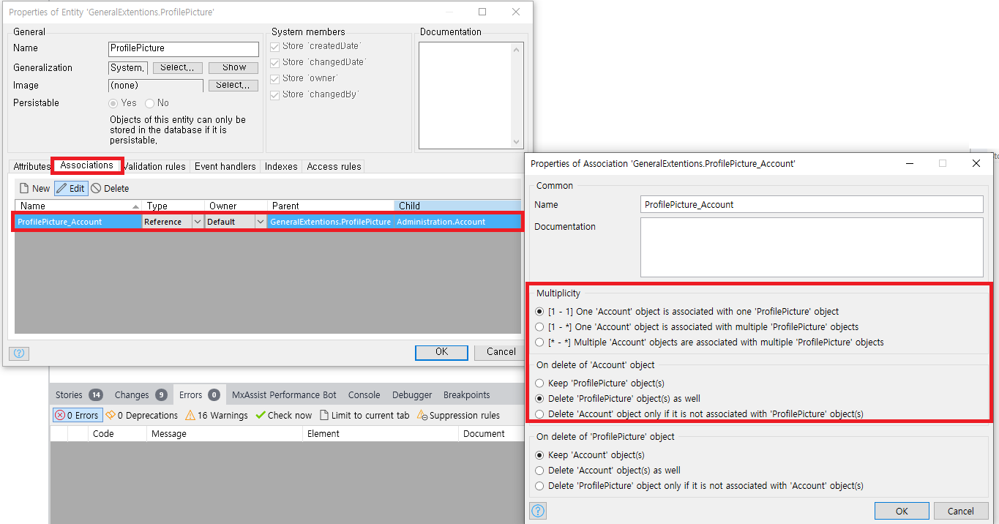 Properties of Entity 'GeneralExtentions.ProfilePicture'
General
Name
ProfilePicture
Generalization
System.
Select...
Show
Image
(none)
Select...
Persistable
Yes
No
Objects of this entity can only be
stored in the database if it is
persistable.
System members
Store 'createdDate'
Store 'changedDate'
Store 'owner'
Store 'changedBy'
Documentation
Attributes
Associations
Validation rules
Event handlers
Indexes
Access rules
New
Edit
Delete
Name
Type
Owner
Parent
Child
ProfilePicture_Account
Reference
Default
GeneralExtentions.ProfilePicture
Administration.Account
OK
Cancel
Stories 14
Changes 9
Errors 0
MxAssist Performance Bot
Console
Debugger
Breakpoints
0 Errors
0 Deprecations
16 Warnings
Check now
Limit to current tab
Suppression rules
Code
Message
Element
Document
Properties of Association 'GeneralExtentions.ProfilePicture_Account'
Common
Name
ProfilePicture_Account
Documentation
Multiplicity
[1 - 1] One 'Account' object is associated with one 'ProfilePicture' object
[1 - *] One 'Account' object is associated with multiple 'ProfilePicture' objects
[* - *] Multiple 'Account' objects are associated with multiple 'ProfilePicture' objects
On delete of 'Account' object
Keep 'ProfilePicture' object(s)
Delete 'ProfilePicture' object(s) as well
Delete 'Account' object only if it is not associated with 'ProfilePicture' object(s)
On delete of 'ProfilePicture' object
Keep 'Account' object(s)
Delete 'Account' object(s) as well
Delete 'ProfilePicture' object only if it is not associated with 'Account' object(s)
OK
Cancel